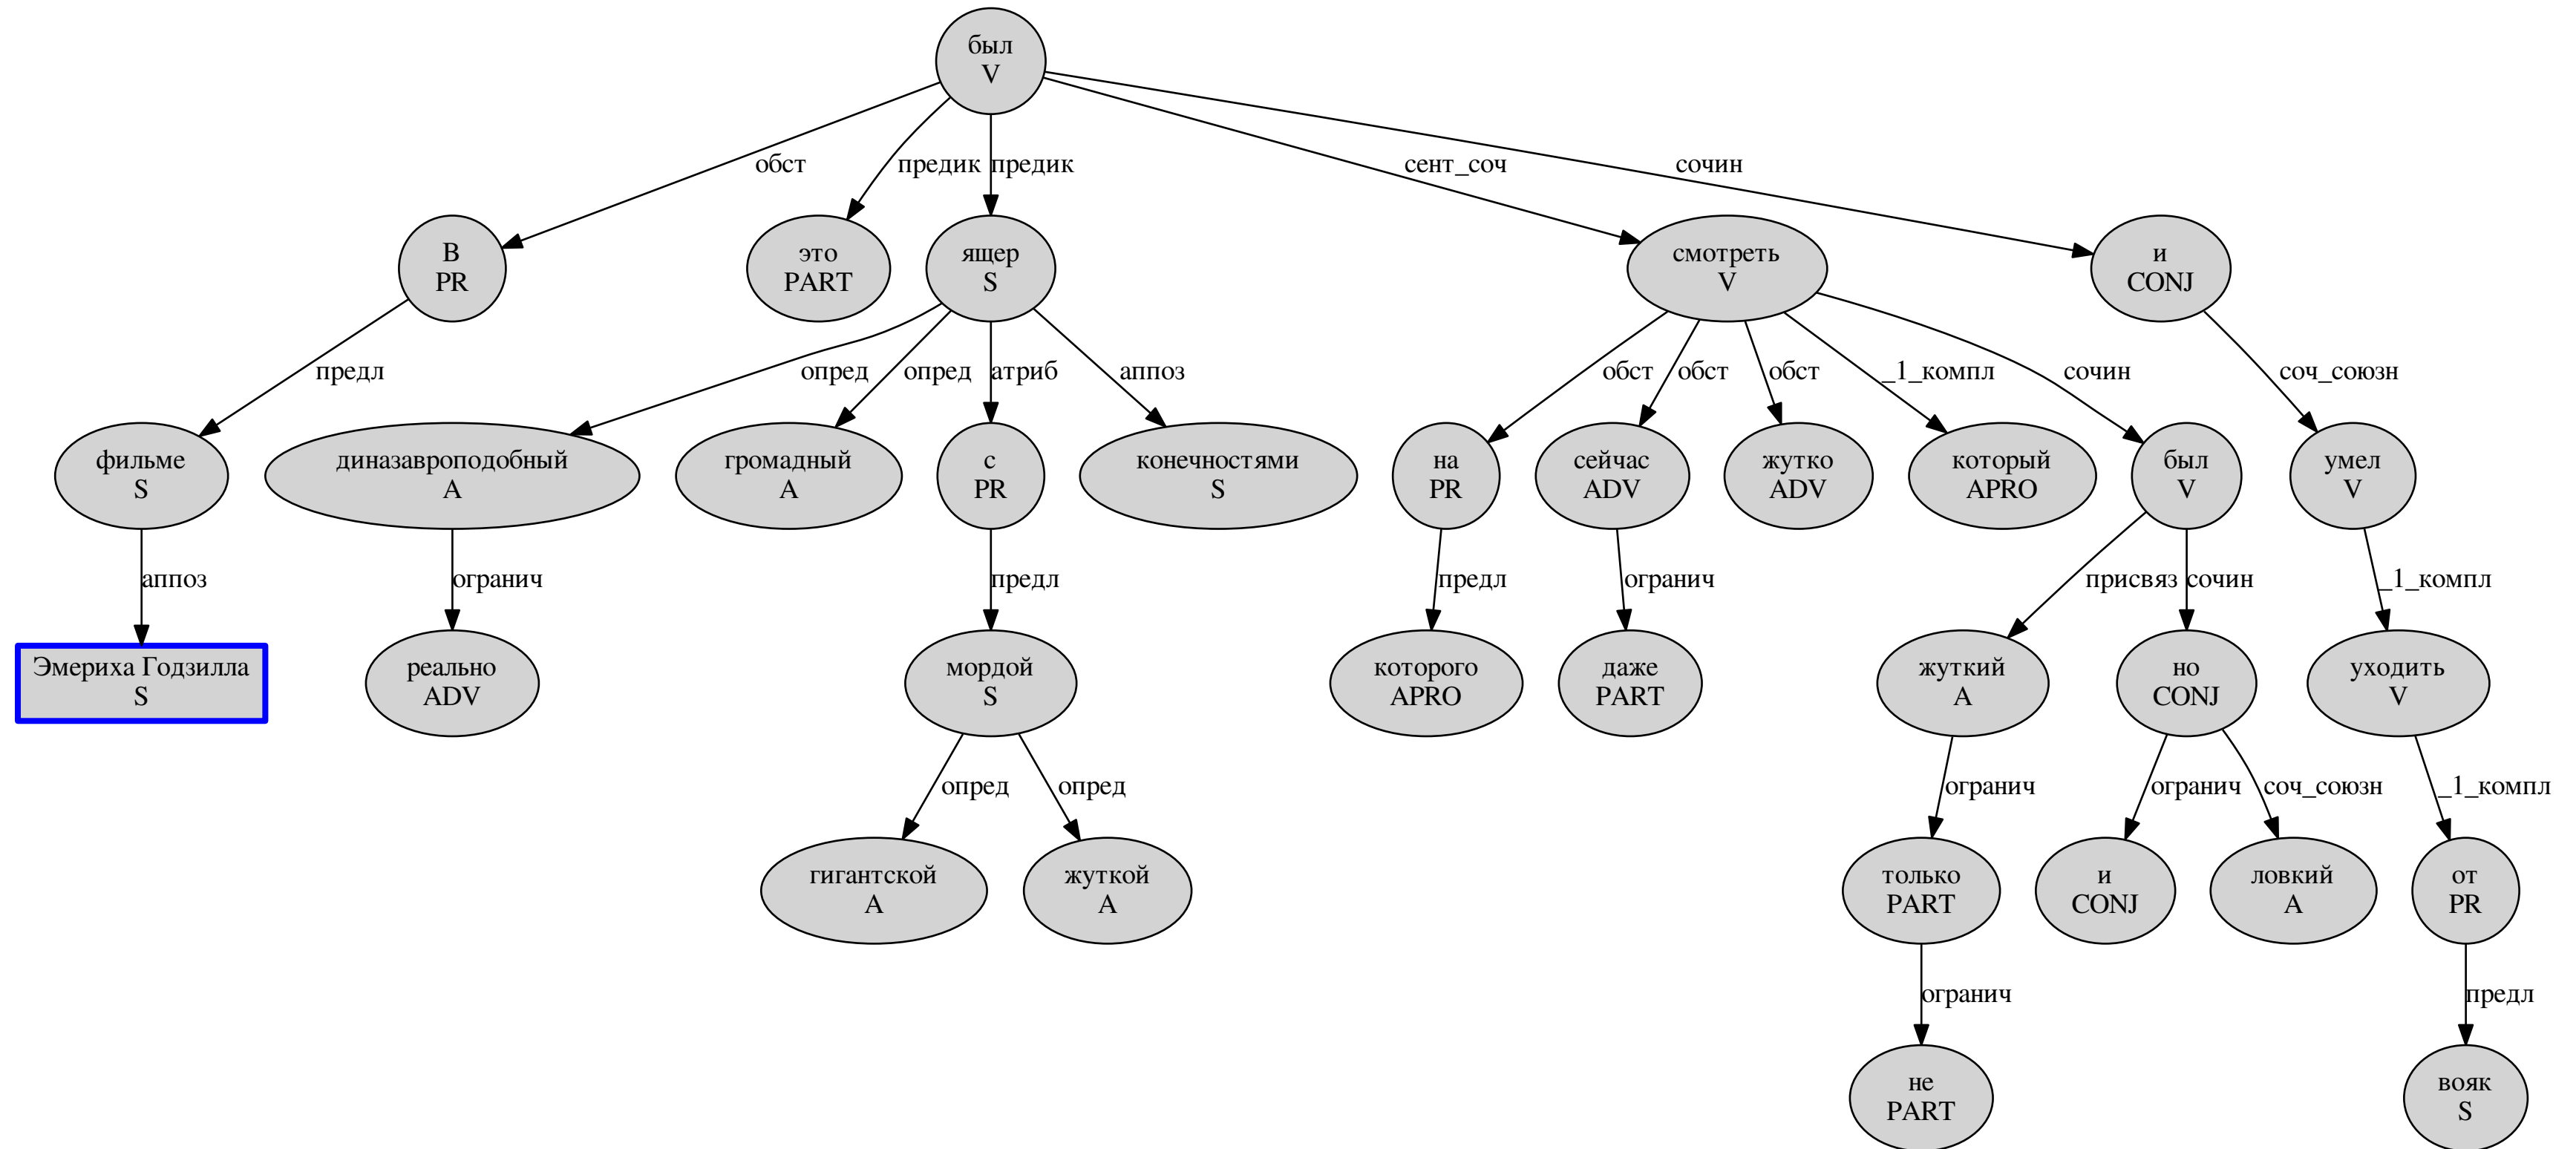 был
V
обст
предик
предик
сент_соч
сочин
В
PR
это
PART
ящер
S
смотреть
V
и
CONJ
предл
опред
опред
атриб
аппоз
обст
обст
обст
_1_компл
сочин
соч_союзн
фильме
S
диназавроподобный
A
громадный
A
с
PR
конечностями
S
на
PR
сейчас
ADV
жутко
ADV
который
APRO
был
V
умел
V
аппоз
огранич
предл
предл
огранич
присвяз
сочин
_1_компл
Эмериха Годзилла
S
реально
ADV
мордой
S
которого
APRO
даже
PART
жуткий
A
но
CONJ
уходить
V
опред
опред
огранич
огранич
соч_союзн
_1_компл
гигантской
A
жуткой
A
только
PART
и
CONJ
ловкий
A
от
PR
огранич
предл
не
PART
вояк
S